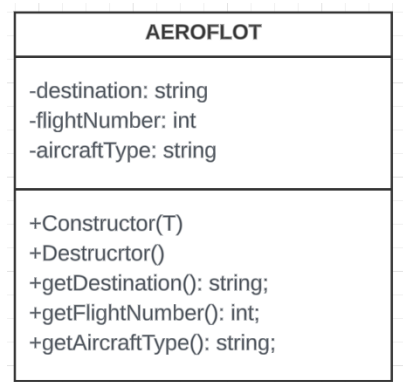 AEROFLOT
-destination: string
-flightNumber: int
-aircraftType: string
+Constructor(T)
+Destrucrtor()
+getDestination(): string;
+getFlightNumber(): int;
+getAircraftType(): string;